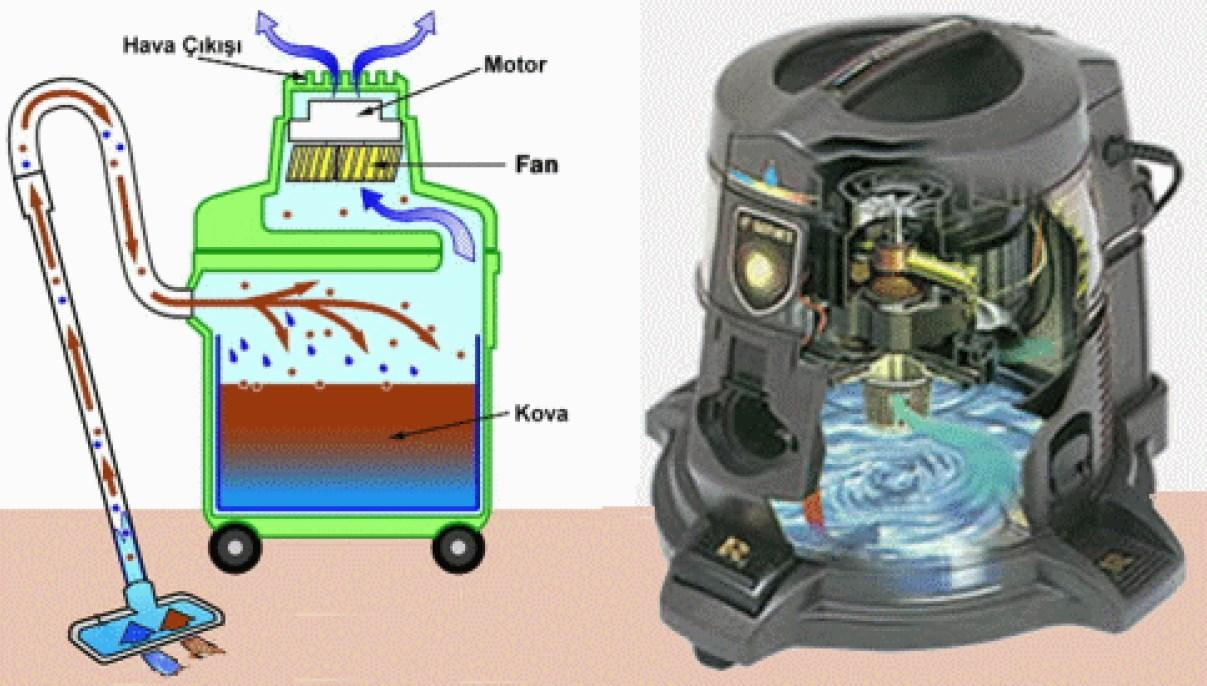 Hava Çıkışı
Motor
Fan
Kova
R
R